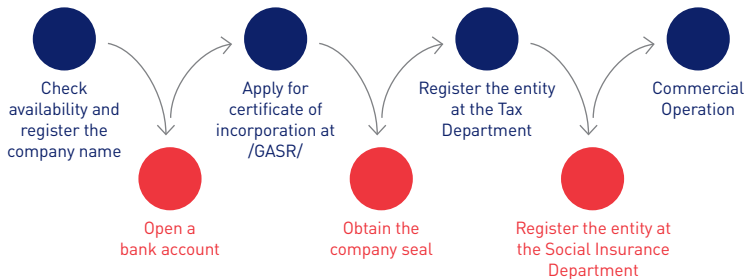 Check
availability and
register the
company name
Open a
bank account
Apply for
certificate of
incorporation at
/GASR/
Obtain the
company seal
Register the entity
at the Tax
Department
Register the entity at
the Social Insurance
Department
Commercial
Operation